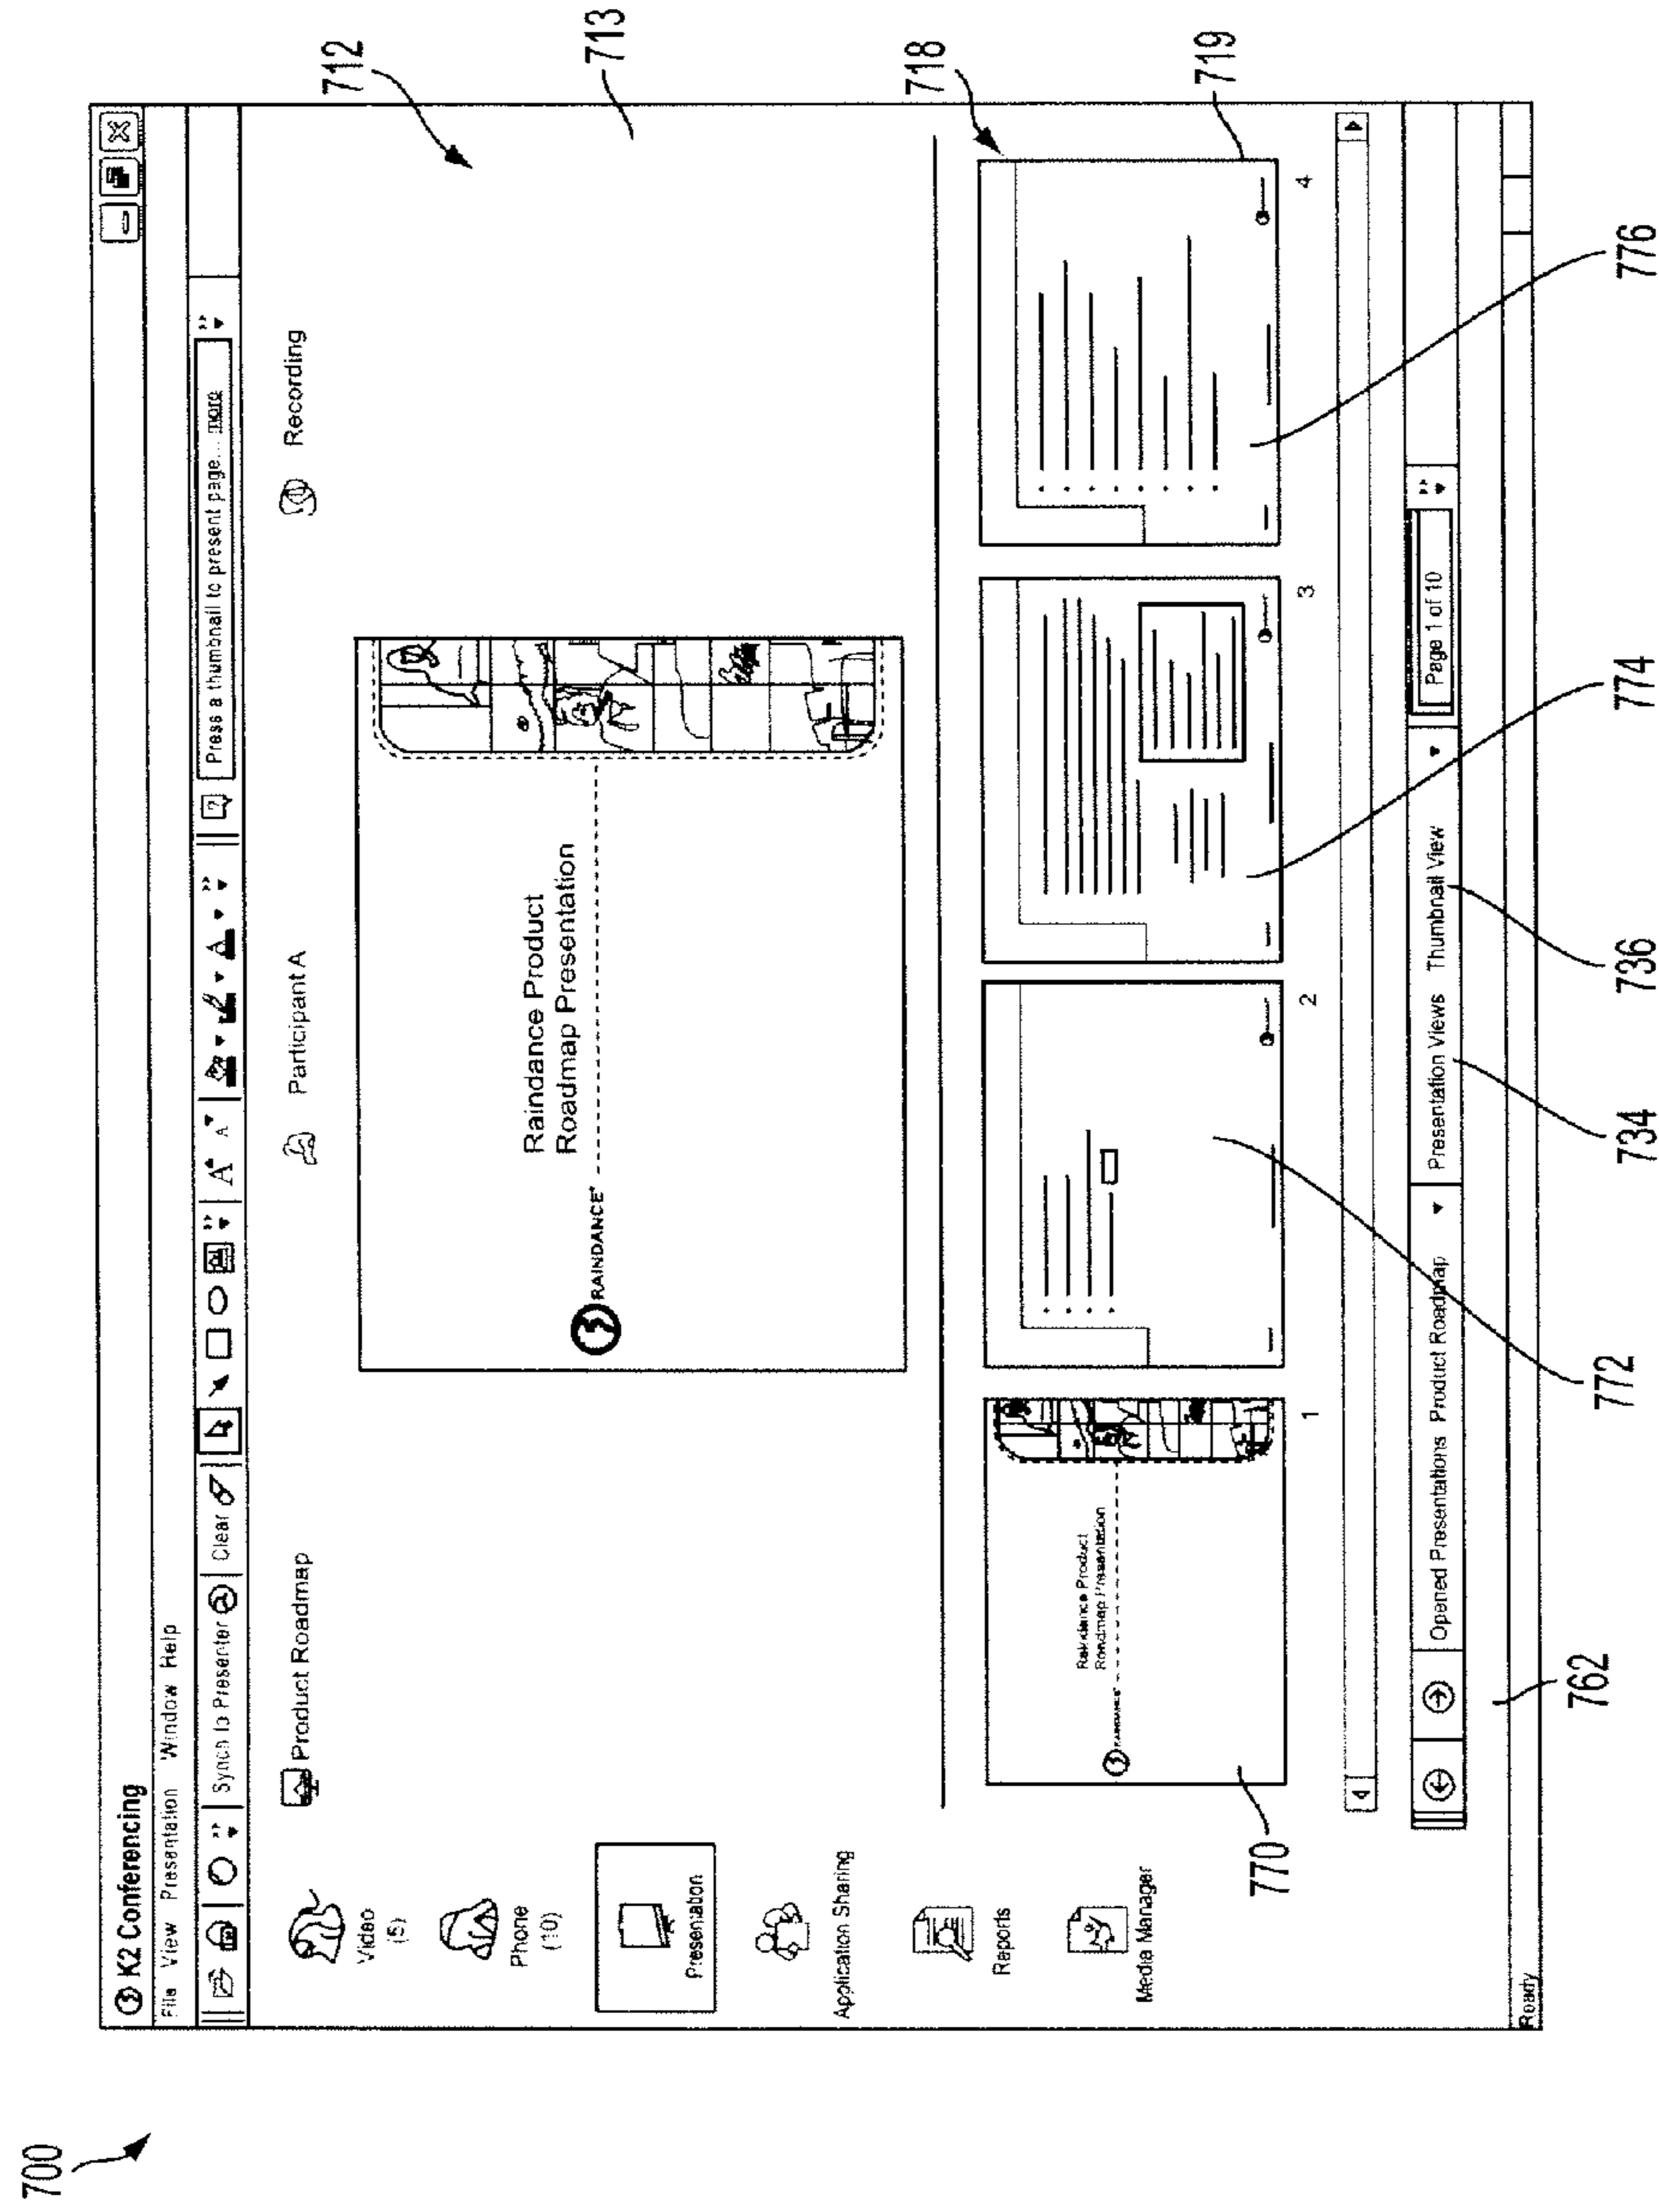 700
K2 Conferencing
File View Presentation Window Help
Synch to Presenter Clear A A ? Press a thumbnail to present page... more
Product Roadmap Participant A Recording
712
713
Video
(5)
Phone
(10)
Presentation
Application Sharing
Reports
Media Manager
Raindance Product
Roadmap Presentation
RAINDANCE
718
719
Raindance Product
Roadmap Presentation
RAINDANCE
1 2 3 4
770
Opened Presentations Product Roadmap Presentation Views Thumbnail View Page 1 of 10
Ready
762 772 734 736 774 776